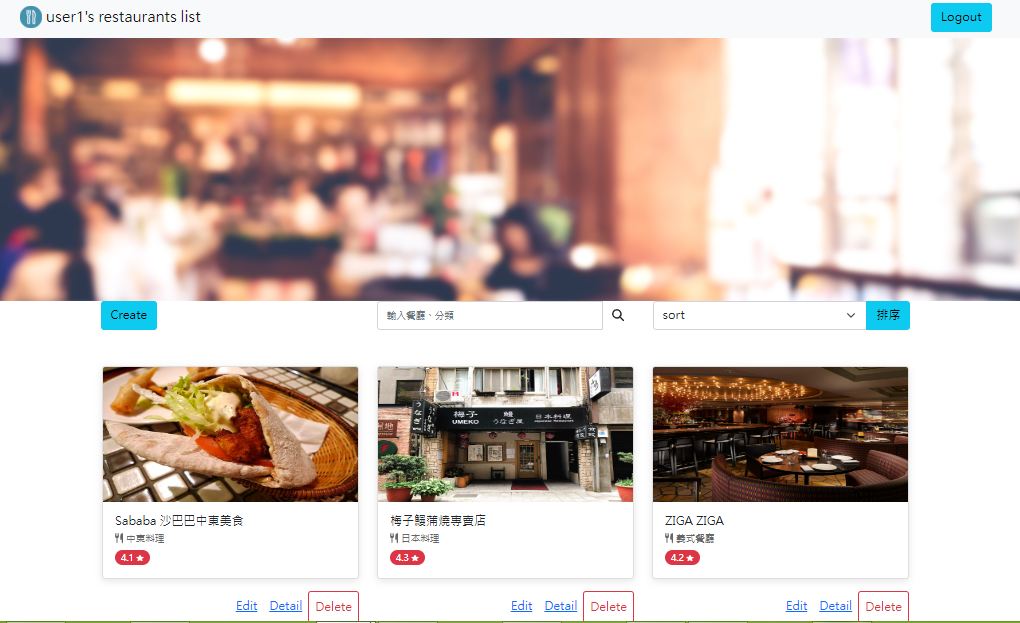 user1's restaurants list
Logout
Create
輸入餐廳、分類
sort
排序
梅子 鰻 日本料理
UMEKO うなぎ屋
Sababa 沙巴巴中東美食
中東料理
4.1
梅子鰻蒲燒專賣店
日本料理
4.3
ZIGA ZIGA
義式餐廳
4.2
Edit Detail Delete
Edit Detail Delete
Edit Detail Delete